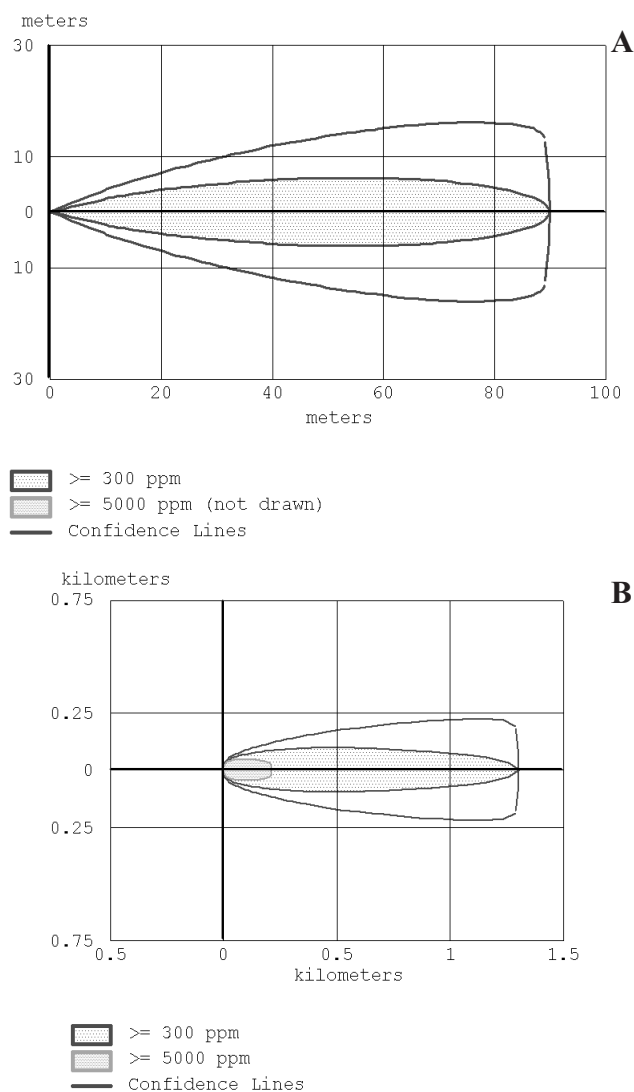 meters
A
30
10
0
10
30
0 20 40 60 80 100
meters
>= 300 ppm
>= 5000 ppm (not drawn)
Confidence Lines
kilometers
B
0.75
0.25
0
0.25
0.75
0.5 0 0.5 1 1.5
kilometers
>= 300 ppm
>= 5000 ppm
Confidence Lines